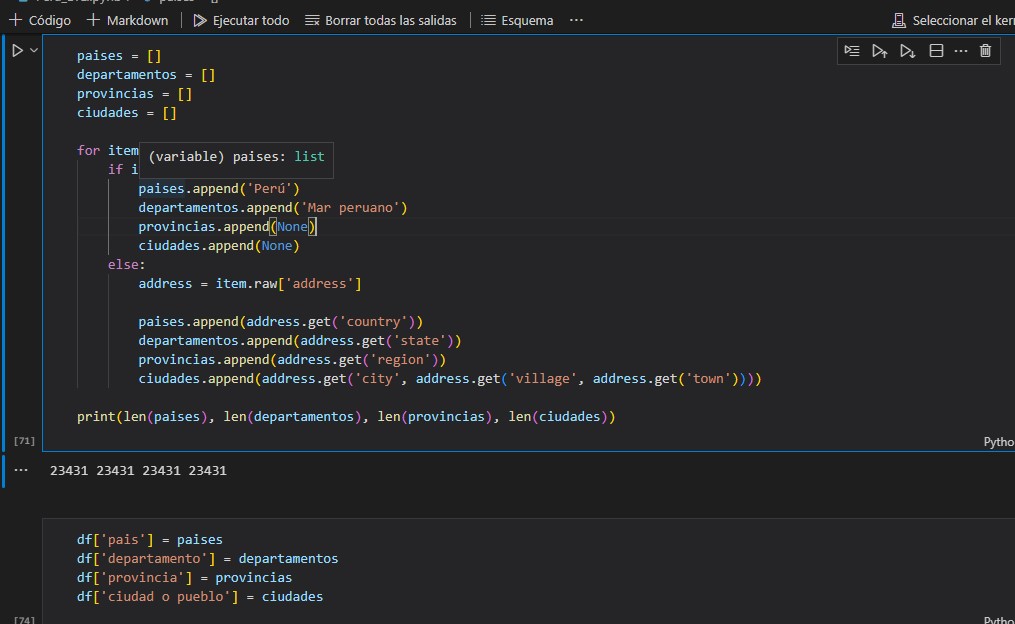 Código Markdown Ejecutar todo Borrar todas las salidas Esquema ... Seleccionar el kern
paises = []
departamentos = []
provincias = []
ciudades = []
for item
(variable) paises: list
if i
paises.append('Perú')
departamentos.append('Mar peruano')
provincias.append(None)
ciudades.append(None)
else:
address = item.raw['address']
paises.append(address.get('country'))
departamentos.append(address.get('state'))
provincias.append(address.get('region'))
ciudades.append(address.get('city', address.get('village', address.get('town'))))
print(len(paises), len(departamentos), len(provincias), len(ciudades))
[71]
Pytho
... 23431 23431 23431 23431
df['pais'] = paises
df['departamento'] = departamentos
df['provincia'] = provincias
df['ciudad o pueblo'] = ciudades
[74]
Pytho